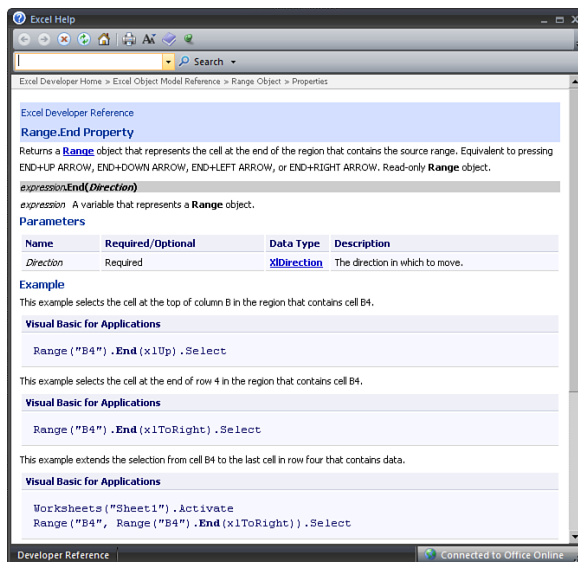 Excel Help
Search
Excel Developer Home > Excel Object Model Reference > Range Object > Properties
Excel Developer Reference
Range.End Property
Returns a Range object that represents the cell at the end of the region that contains the source range. Equivalent to pressing
END+UP ARROW, END+DOWN ARROW, END+LEFT ARROW, or END+RIGHT ARROW. Read-only Range object.
expression.End(Direction)
expression A variable that represents a Range object.
Parameters
Name Required/Optional Data Type Description
Direction Required XlDirection The direction in which to move.
Example
This example selects the cell at the top of column B in the region that contains cell B4.
Visual Basic for Applications
Range("B4").End(xlUp).Select
This example selects the cell at the end of row 4 in the region that contains cell B4.
Visual Basic for Applications
Range("B4").End(xlToRight).Select
This example extends the selection from cell B4 to the last cell in row four that contains data.
Visual Basic for Applications
Worksheets("Sheet1").Activate
Range("B4", Range("B4").End(xlToRight)).Select
Developer Reference Connected to Office Online